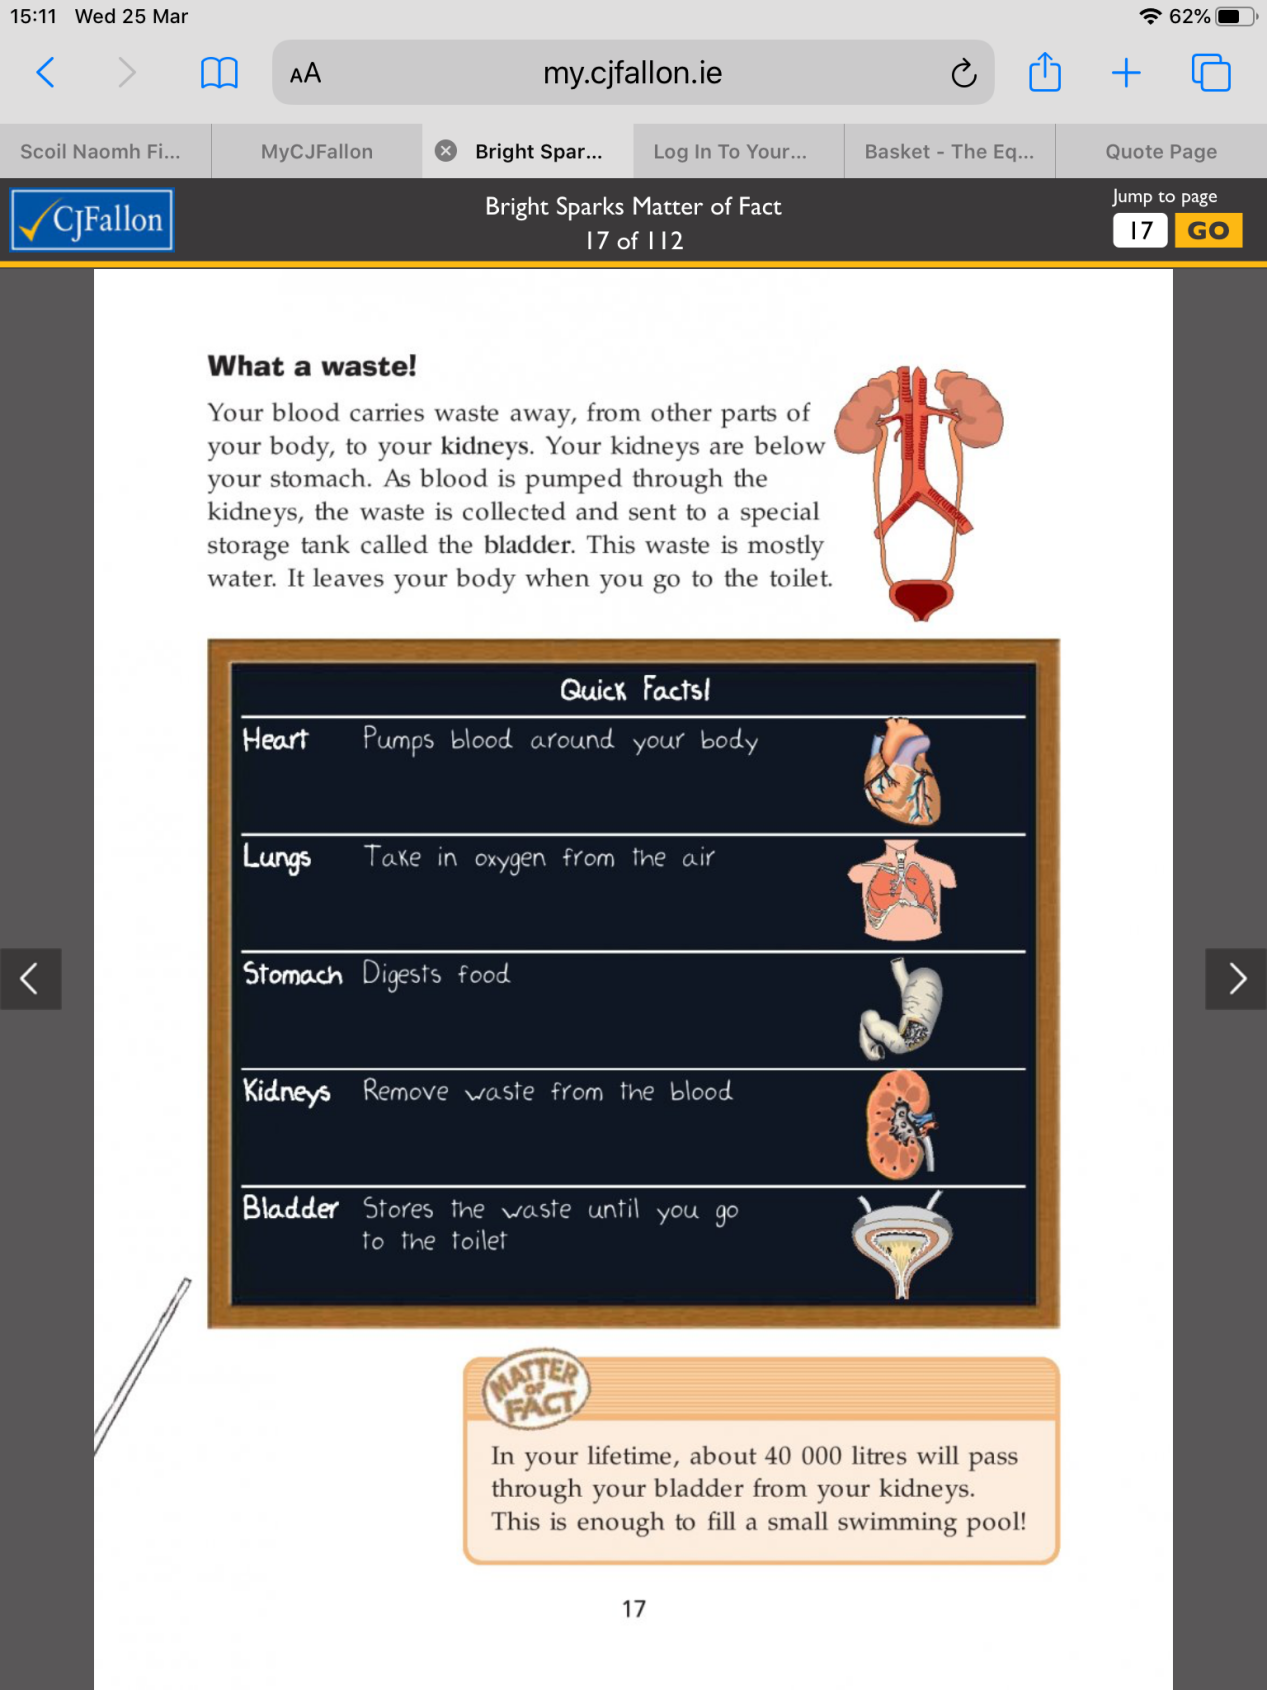 15:11 Wed 25 Mar
62%
AA
my.cjfallon.ie
Scoil Naomh Fi...
MyCJFallon
Bright Spar...
Log In To Your...
Basket - The Eq...
Quote Page
CJFallon
Bright Sparks Matter of Fact
17 of 112
Jump to page
17 GO
What a waste!
Your blood carries waste away, from other parts of
your body, to your kidneys. Your kidneys are below
your stomach. As blood is pumped through the
kidneys, the waste is collected and sent to a special
storage tank called the bladder. This waste is mostly
water. It leaves your body when you go to the toilet.
Quick Facts!
Heart Pumps blood around your body
Lungs Take in oxygen from the air
Stomach Digests food
Kidneys Remove waste from the blood
Bladder Stores the waste until you go
to the toilet
MATTER
OF
FACT
In your lifetime, about 40 000 litres will pass
through your bladder from your kidneys.
This is enough to fill a small swimming pool!
17